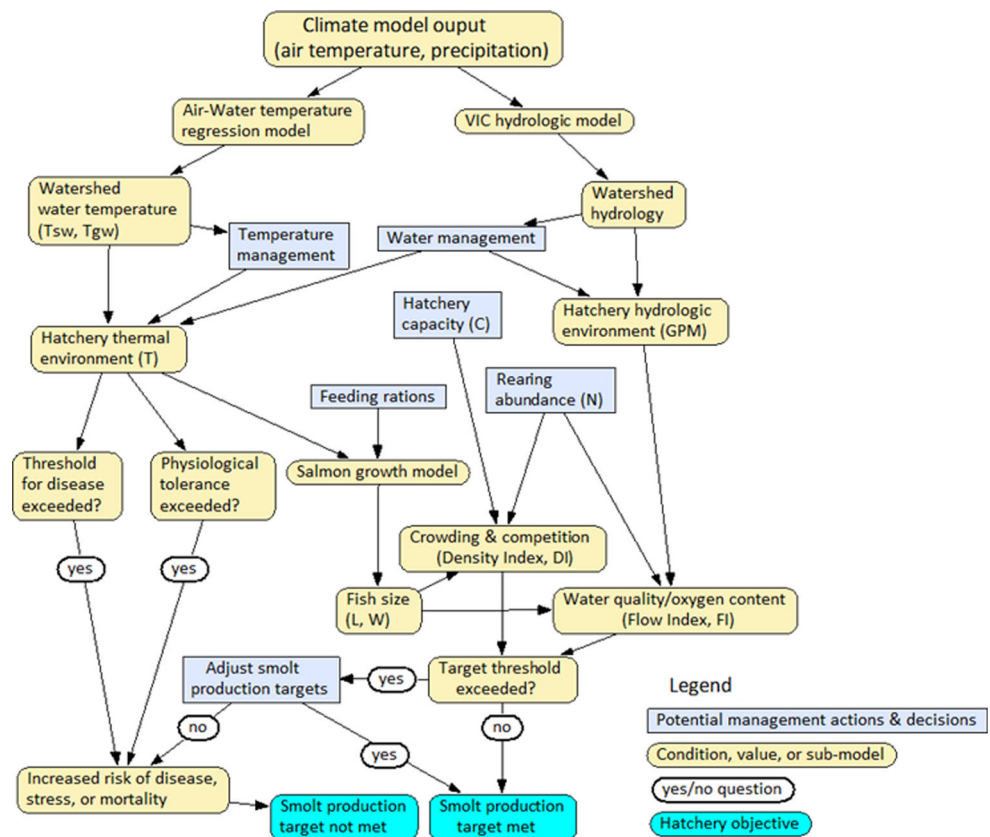 Climate model ouput
(air temperature, precipitation)
Air-Water temperature
regression model
VIC hydrologic model
Watershed
water temperature
(Tsw, Tgw)
Watershed
hydrology
Temperature
management
Water management
Hatchery
capacity (C)
Hatchery hydrologic
environment (GPM)
Hatchery thermal
environment (T)
Feeding rations
Rearing
abundance (N)
Threshold
for disease
exceeded?
Physiological
tolerance
exceeded?
Salmon growth model
Crowding & competition
(Density Index, DI)
yes
yes
Fish size
(L, W)
Water quality/oxygen content
(Flow Index, FI)
Adjust smolt
production targets
yes
Target threshold
exceeded?
no
yes
no
Increased risk of disease,
stress, or mortality
Smolt production
target not met
Smolt production
target met
Legend
Potential management actions & decisions
Condition, value, or sub-model
yes/no question
Hatchery objective